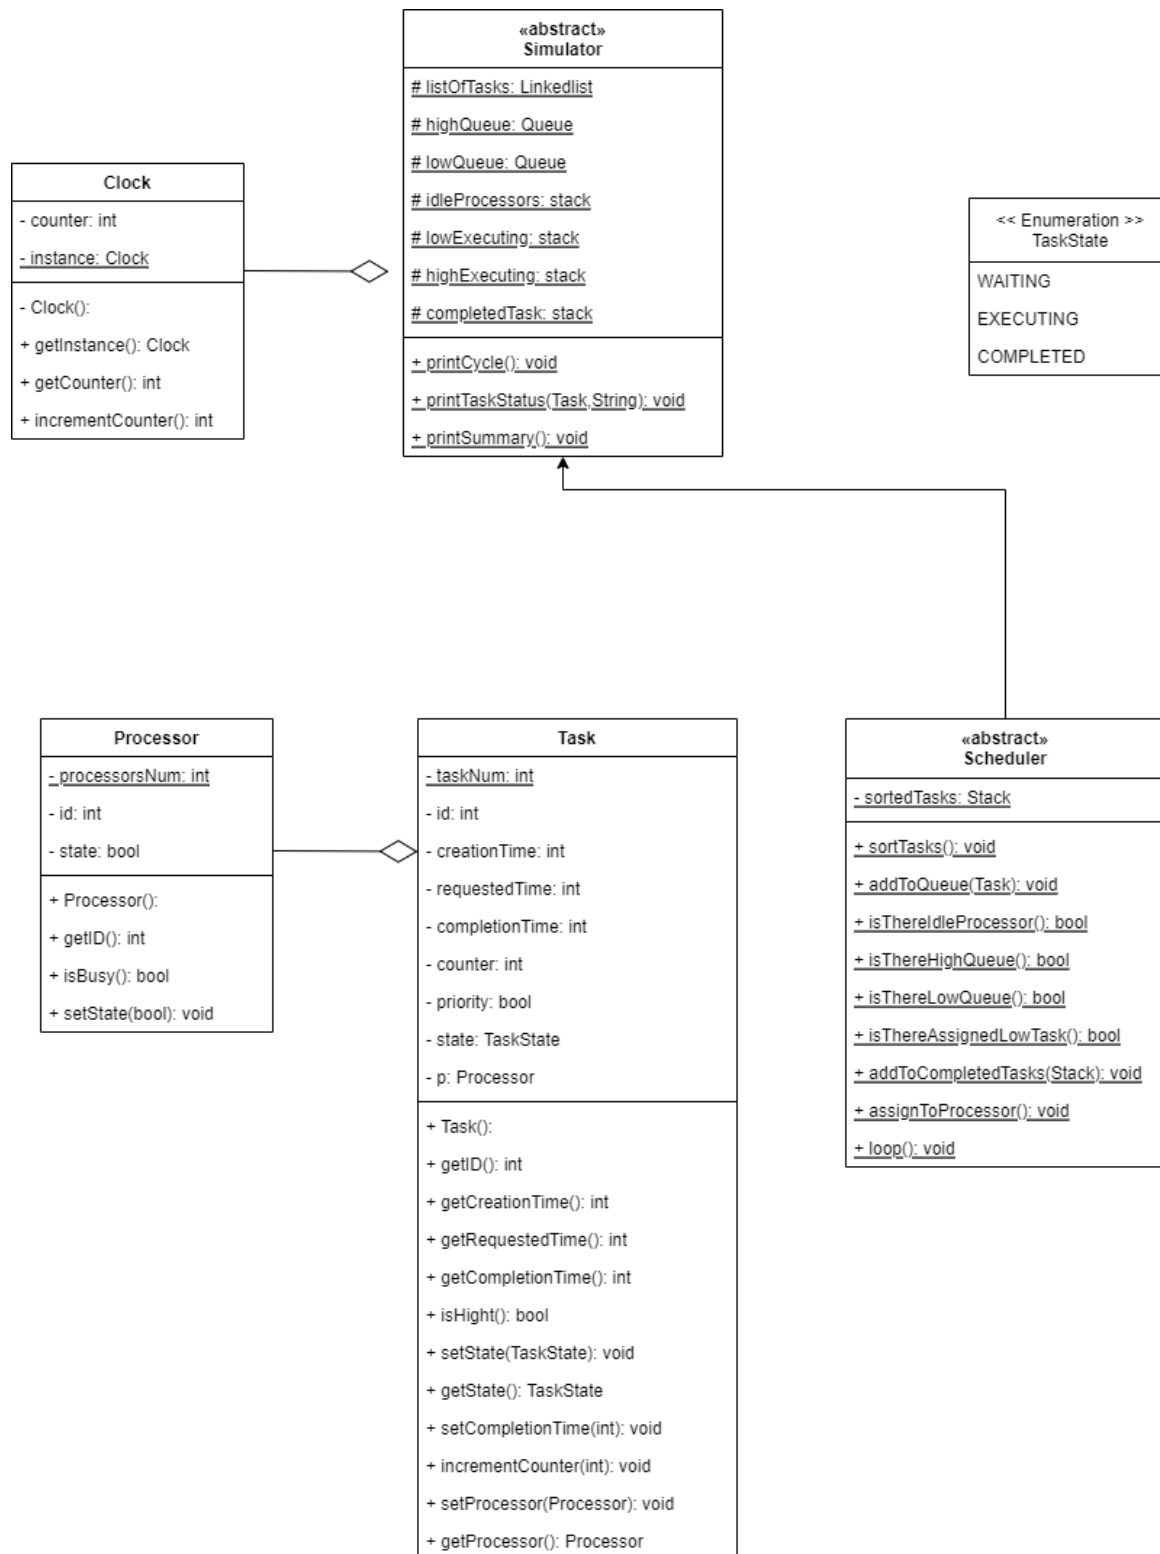 «abstract»
Simulator
# listOfTasks: Linkedlist
# highQueue: Queue
# lowQueue: Queue
# idleProcessors: stack
# lowExecuting: stack
# highExecuting: stack
# completedTask: stack
+ printCycle(): void
+ printTaskStatus(Task,String): void
+ printSummary(): void
Clock
- counter: int
- instance: Clock
- Clock():
+ getInstance(): Clock
+ getCounter(): int
+ incrementCounter(): int
<< Enumeration >>
TaskState
WAITING
EXECUTING
COMPLETED
Processor
- processorsNum: int
- id: int
- state: bool
+ Processor():
+ getID(): int
+ isBusy(): bool
+ setState(bool): void
Task
- taskNum: int
- id: int
- creationTime: int
- requestedTime: int
- completionTime: int
- counter: int
- priority: bool
- state: TaskState
- p: Processor
+ Task():
+ getID(): int
+ getCreationTime(): int
+ getRequestedTime(): int
+ getCompletionTime(): int
+ isHight(): bool
+ setState(TaskState): void
+ getState(): TaskState
+ setCompletionTime(int): void
+ incrementCounter(int): void
+ setProcessor(Processor): void
+ getProcessor(): Processor
«abstract»
Scheduler
- sortedTasks: Stack
+ sortTasks(): void
+ addToQueue(Task): void
+ isThereIdleProcessor(): bool
+ isThereHighQueue(): bool
+ isThereLowQueue(): bool
+ isThereAssignedLowTask(): bool
+ addToCompletedTasks(Stack): void
+ assignToProcessor(): void
+ loop(): void